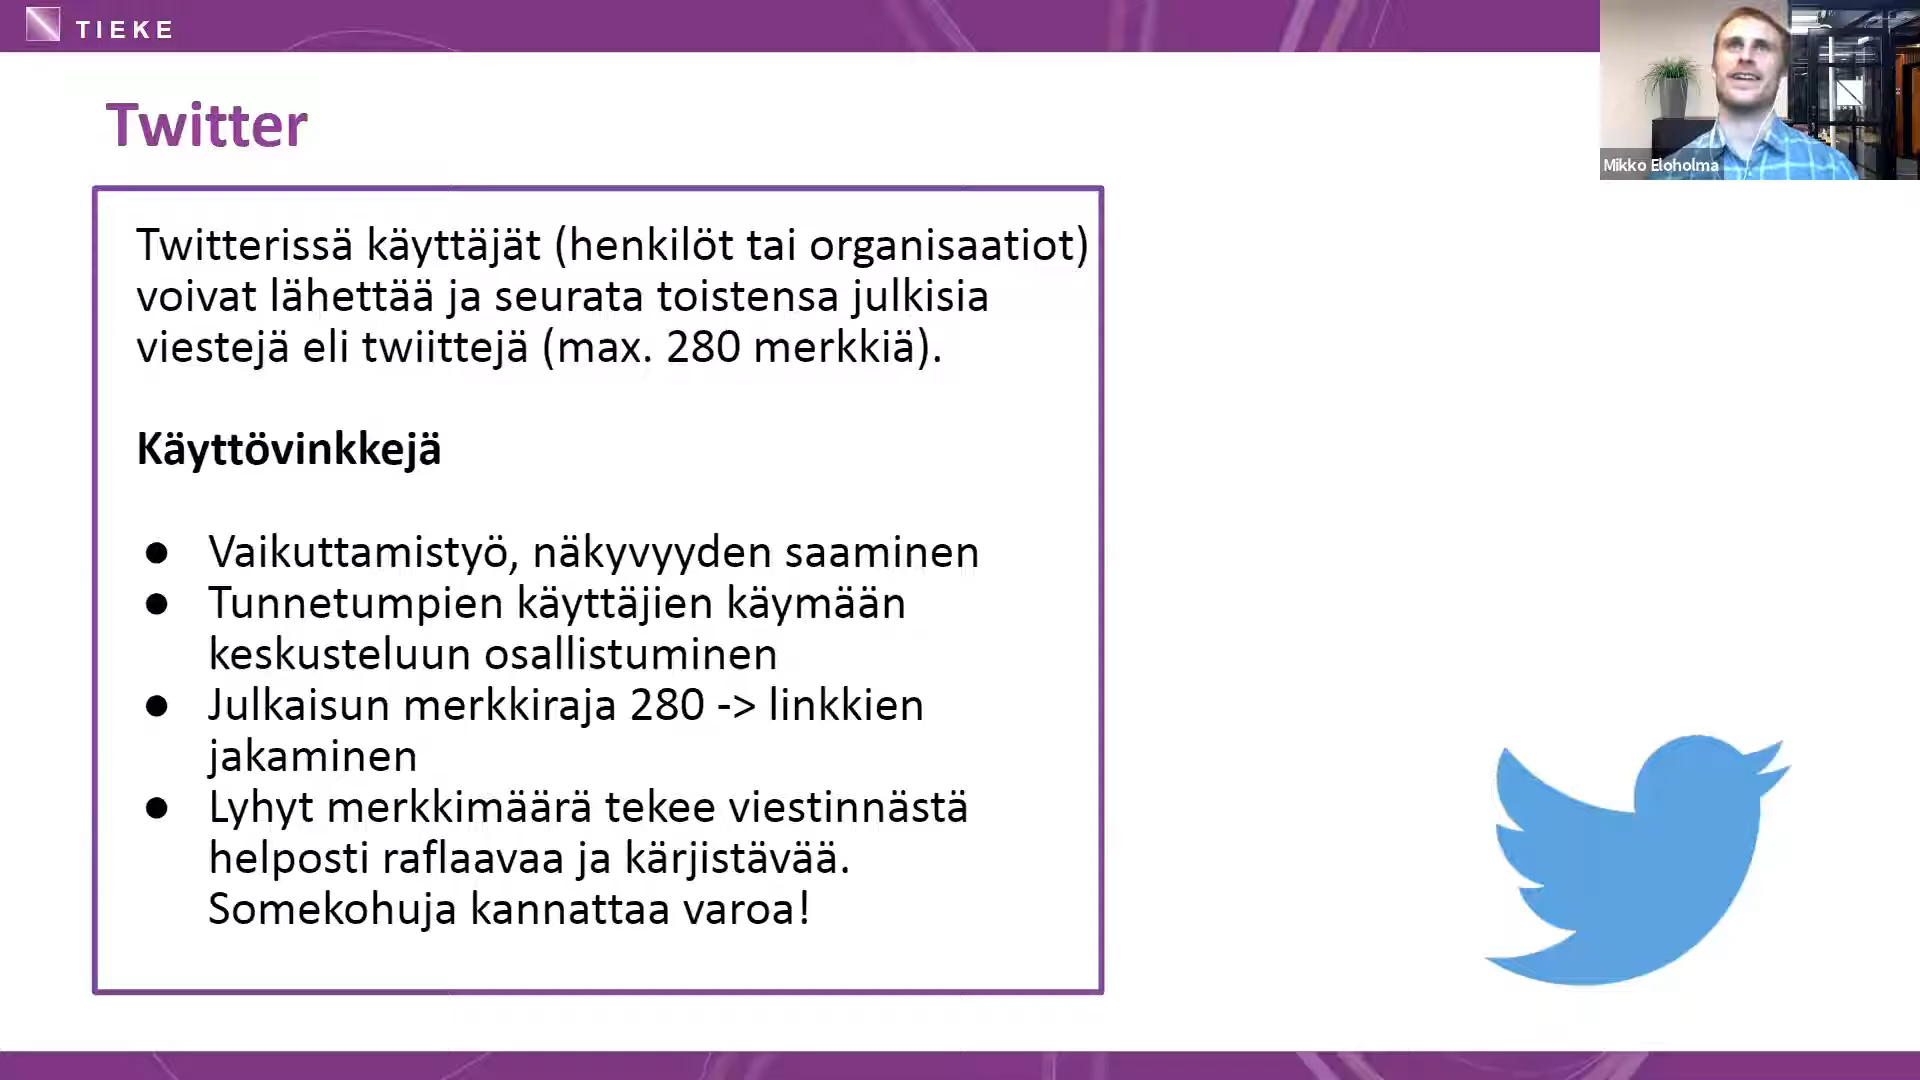 TIEKE
Twitter
Mikko Eloholma
Twitterissä käyttäjät (henkilöt tai organisaatiot)
voivat lähettää ja seurata toistensa julkisia
viestejä eli twiittejä (max. 280 merkkiä).
Käyttövinkkejä
● Vaikuttamistyö, näkyvyyden saaminen
● Tunnetumpien käyttäjien käymään
keskusteluun osallistuminen
● Julkaisun merkkiraja 280 -> linkkien
jakaminen
● Lyhyt merkkimäärä tekee viestinnästä
helposti raflaavaa ja kärjistävää.
Somekohuja kannattaa varoa!